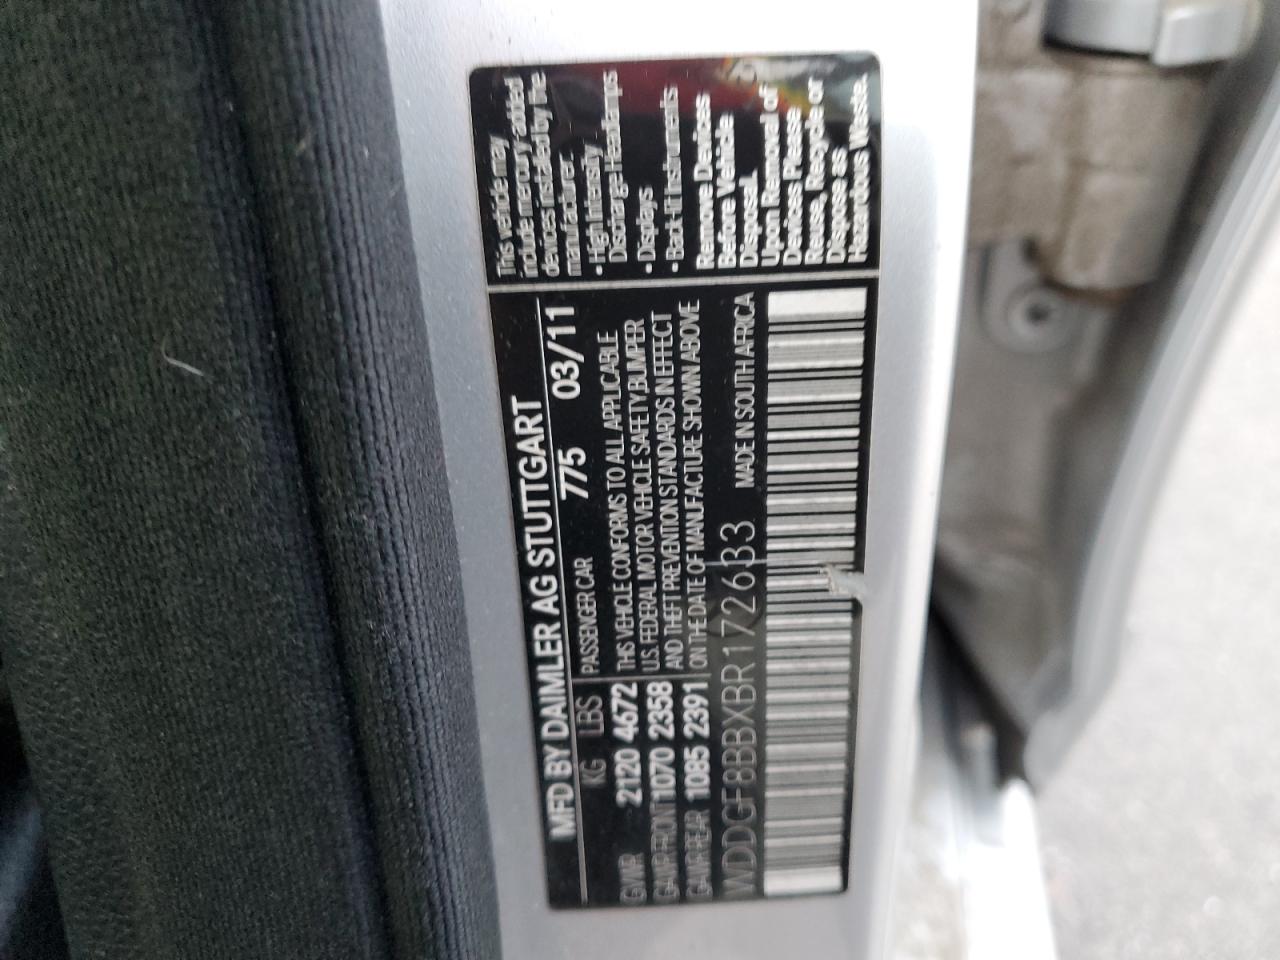 MFD BY DAIMLER AG STUTTGART
KG LBS 775 03/11
GVWR 2120 4672
GAWR FRONT 1070 2358
GAWR REAR 1085 2391
PASSENGER CAR
THIS VEHICLE CONFORMS TO ALL APPLICABLE
U.S. FEDERAL MOTOR VEHICLE SAFETY,BUMPER
AND THEFT PREVENTION STANDARDS IN EFFECT
ON THE DATE OF MANUFACTURE SHOWN ABOVE
WDDGF8BBXBR172633 MADE IN SOUTH AFRICA
This vehicle may
include mercury-added
devices installed by the
manufacturer:
• High Intensity
Discharge Headlamps
• Displays
• Back-lit Instruments
Remove Devices
Before Vehicle
Disposal.
Upon Removal of
Devices Please
Reuse, Recycle or
Dispose as
Hazardous Waste.